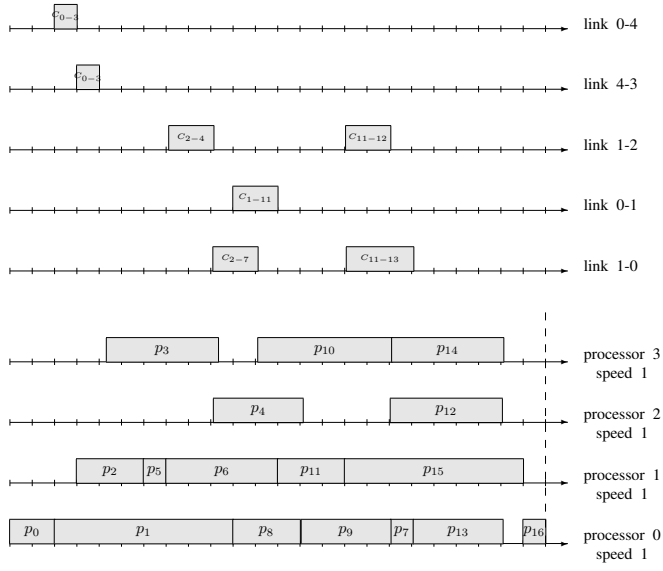 C0−3 link 0-4
C0−3 link 4-3
C2−4 C11−12 link 1-2
C1−11 link 0-1
C2−7 C11−13 link 1-0
p3 p10 p14 processor 3
speed 1
p4 p12 processor 2
speed 1
p2 p5 p6 p11 p15 processor 1
speed 1
p0 p1 p8 p9 p7 p13 p16 processor 0
speed 1